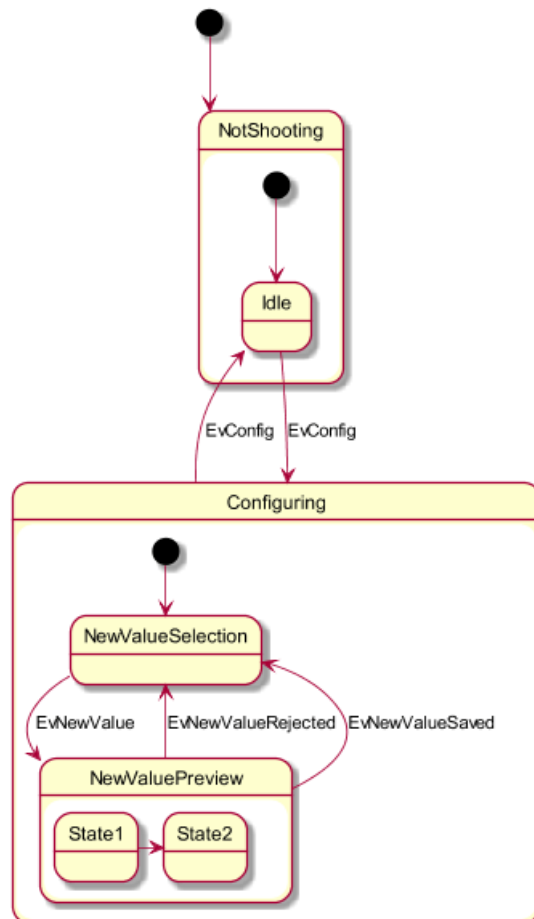 NotShooting
Idle
EvConfig EvConfig
Configuring
NewValueSelection
EvNewValue EvNewValueRejected EvNewValueSaved
NewValuePreview
State1 State2